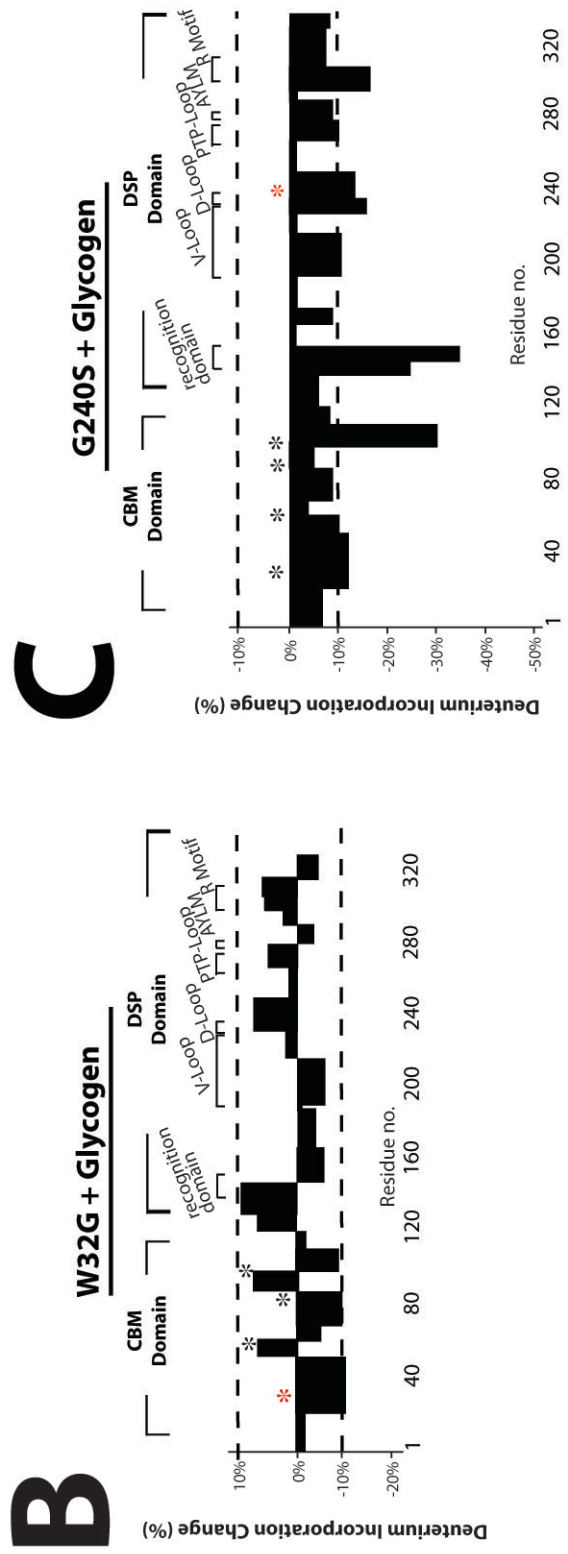 B
W32G + Glycogen
CBM
Domain
DSP
Domain
recognition
domain
V-Loop
D-Loop
PTP-Loop
AYLM
R Motif
*
*
*
*
10%
0%
-10%
-20%
Deuterium Incorporation Change (%)
1
40
80
120
160
200
240
280
320
Residue no.
C
G240S + Glycogen
CBM
Domain
DSP
Domain
recognition
domain
V-Loop
D-Loop
PTP-Loop
AYLM
R Motif
*
*
*
*
*
-10%
0%
-10%
-20%
-30%
-40%
-50%
Deuterium Incorporation Change (%)
1
40
80
120
160
200
240
280
320
Residue no.